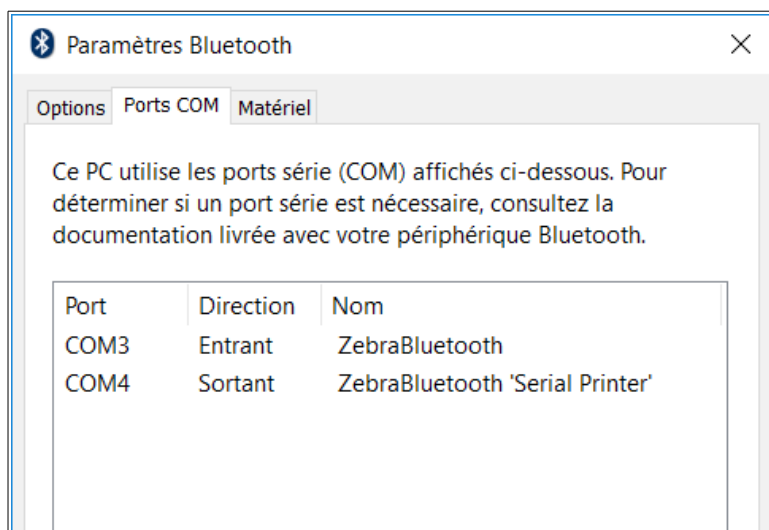 Paramètres Bluetooth
Options Ports COM Matériel
Ce PC utilise les ports série (COM) affichés ci-dessous. Pour
déterminer si un port série est nécessaire, consultez la
documentation livrée avec votre périphérique Bluetooth.
Port Direction Nom
COM3 Entrant ZebraBluetooth
COM4 Sortant ZebraBluetooth 'Serial Printer'